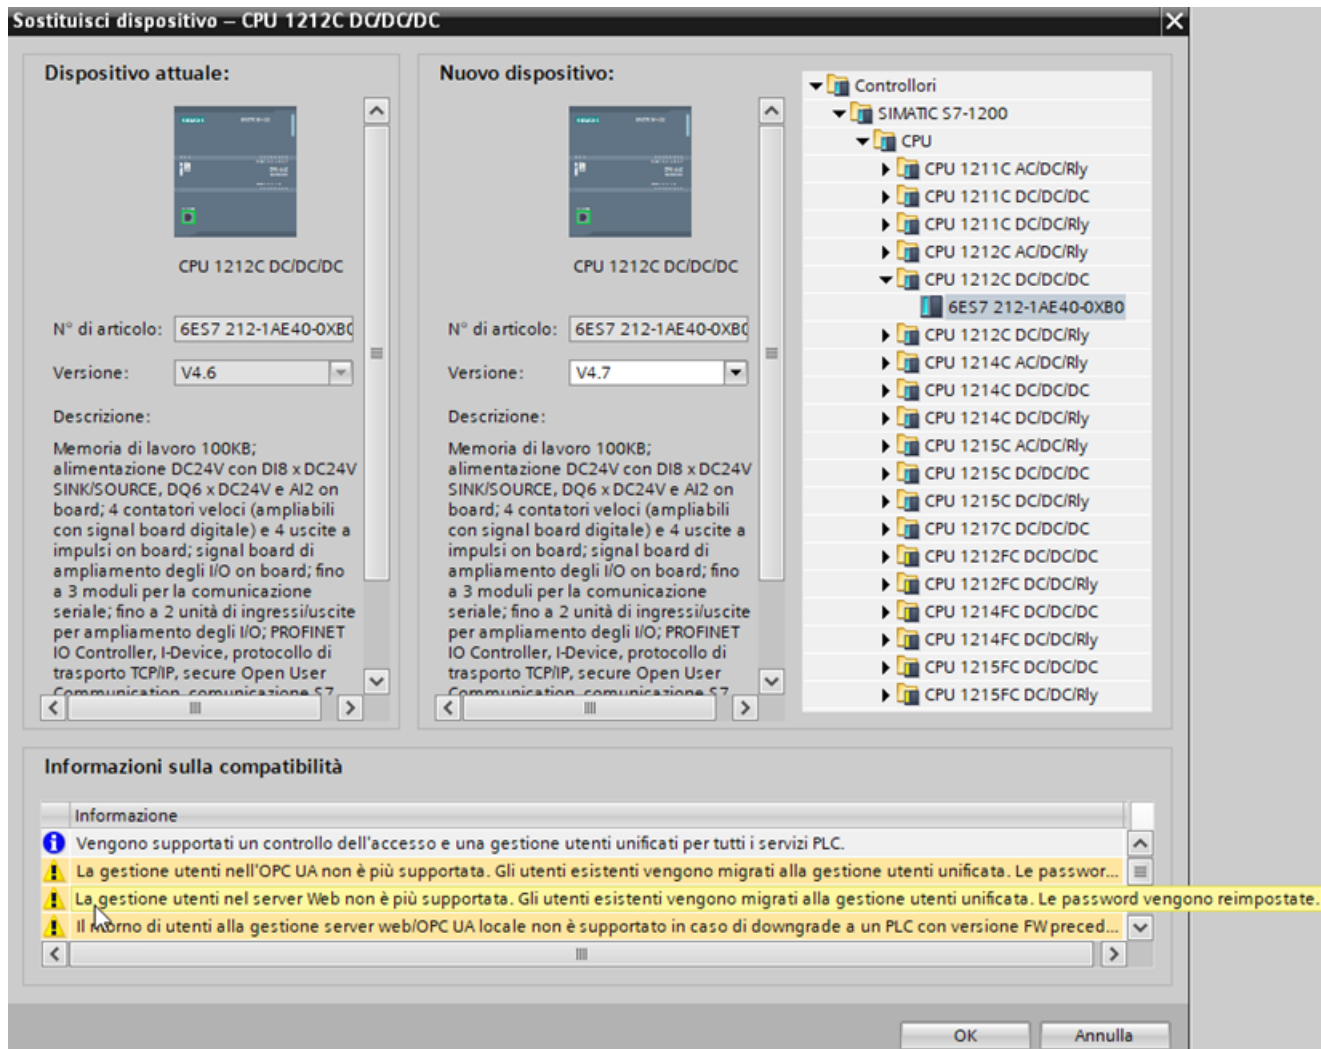 Sostituisci dispositivo – CPU 1212C DC/DC/DC
Dispositivo attuale:
CPU 1212C DC/DC/DC
N° di articolo: 6ES7 212-1AE40-0XB0
Versione: V4.6
Descrizione:
Memoria di lavoro 100KB;
alimentazione DC24V con DI8 x DC24V
SINK/SOURCE, DQ6 x DC24V e AI2 on
board; 4 contatori veloci (ampliabili
con signal board digitale) e 4 uscite a
impulsi on board; signal board di
ampliamento degli I/O on board; fino
a 3 moduli per la comunicazione
seriale; fino a 2 unità di ingressi/uscite
per ampliamento degli I/O; PROFINET
IO Controller, I-Device, protocollo di
trasporto TCP/IP, secure Open User
Communication, comunicazione S7,
Nuovo dispositivo:
CPU 1212C DC/DC/DC
N° di articolo: 6ES7 212-1AE40-0XB0
Versione: V4.7
Descrizione:
Memoria di lavoro 100KB;
alimentazione DC24V con DI8 x DC24V
SINK/SOURCE, DQ6 x DC24V e AI2 on
board; 4 contatori veloci (ampliabili
con signal board digitale) e 4 uscite a
impulsi on board; signal board di
ampliamento degli I/O on board; fino
a 3 moduli per la comunicazione
seriale; fino a 2 unità di ingressi/uscite
per ampliamento degli I/O; PROFINET
IO Controller, I-Device, protocollo di
trasporto TCP/IP, secure Open User
Communication, comunicazione S7,
Controllori
SIMATIC S7-1200
CPU
CPU 1211C AC/DC/Rly
CPU 1211C DC/DC/DC
CPU 1211C DC/DC/Rly
CPU 1212C AC/DC/Rly
CPU 1212C DC/DC/DC
6ES7 212-1AE40-0XB0
CPU 1212C DC/DC/Rly
CPU 1214C AC/DC/Rly
CPU 1214C DC/DC/DC
CPU 1214C DC/DC/Rly
CPU 1215C AC/DC/Rly
CPU 1215C DC/DC/DC
CPU 1215C DC/DC/Rly
CPU 1217C DC/DC/DC
CPU 1212FC DC/DC/DC
CPU 1212FC DC/DC/Rly
CPU 1214FC DC/DC/DC
CPU 1214FC DC/DC/Rly
CPU 1215FC DC/DC/DC
CPU 1215FC DC/DC/Rly
Informazioni sulla compatibilità
Informazione
Vengono supportati un controllo dell'accesso e una gestione utenti unificati per tutti i servizi PLC.
La gestione utenti nell'OPC UA non è più supportata. Gli utenti esistenti vengono migrati alla gestione utenti unificata. Le passwor...
La gestione utenti nel server Web non è più supportata. Gli utenti esistenti vengono migrati alla gestione utenti unificata. Le password vengono reimpostate.
Il di utenti alla gestione server web/OPC UA locale non è supportato in caso di downgrade a un PLC con versione FW preced...
OK
Annulla